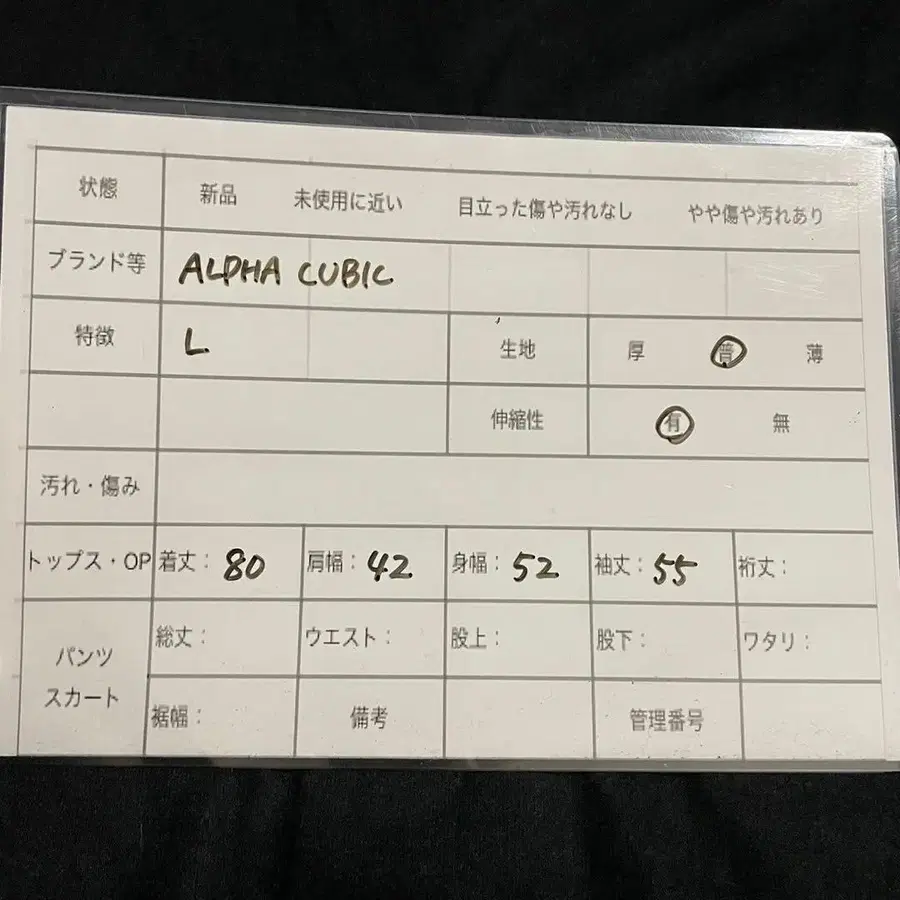 状態 新品 未使用に近い 目立った傷や汚れなし やや傷や汚れあり
ブランド等 ALPHA CUBIC
特徴 L 生地 厚 普 薄
伸縮性 有 無
汚れ・傷み
トップス・OP 着丈: 80 肩幅: 42 身幅: 52 袖丈: 55 裄丈:
パンツ スカート 総丈: ウエスト: 股上: 股下: ワタリ:
裾幅: 備考 管理番号